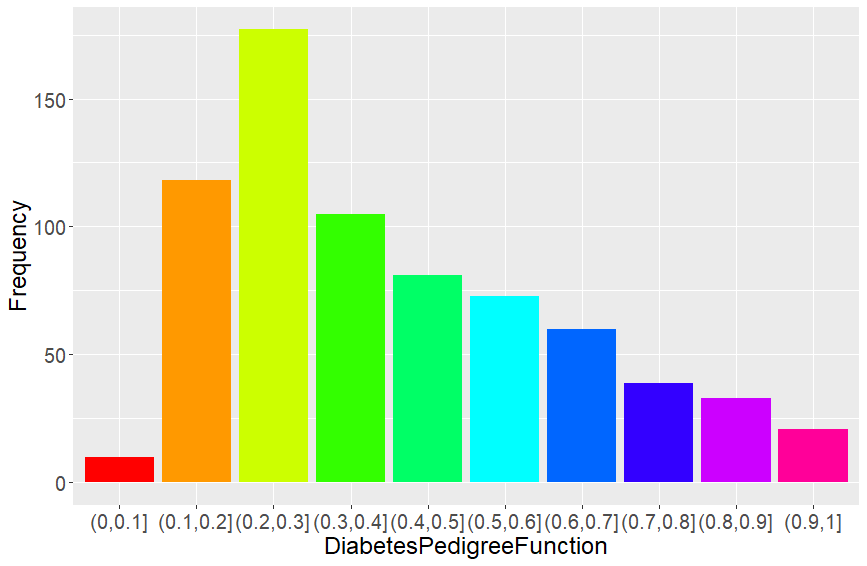 Frequency
150
100
50
0
(0,0.1] (0.1,0.2] (0.2,0.3] (0.3,0.4] (0.4,0.5] (0.5,0.6] (0.6,0.7] (0.7,0.8] (0.8,0.9] (0.9,1]
DiabetesPedigreeFunction